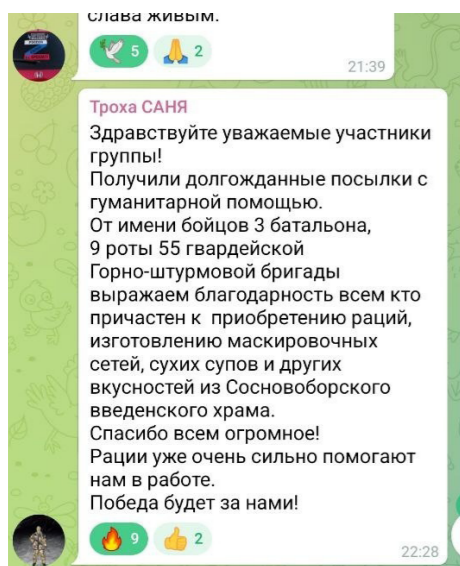 слава живым.
5 2
21:39
Троха САНЯ
Здравствуйте уважаемые участники
группы!
Получили долгожданные посылки с
гуманитарной помощью.
От имени бойцов 3 батальона,
9 роты 55 гвардейской
Горно-штурмовой бригады
выражаем благодарность всем кто
причастен к приобретению раций,
изготовлению маскировочных
сетей, сухих супов и других
вкусностей из Сосновоборского
введенского храма.
Спасибо всем огромное!
Рации уже очень сильно помогают
нам в работе.
Победа будет за нами!
9 2
22:28